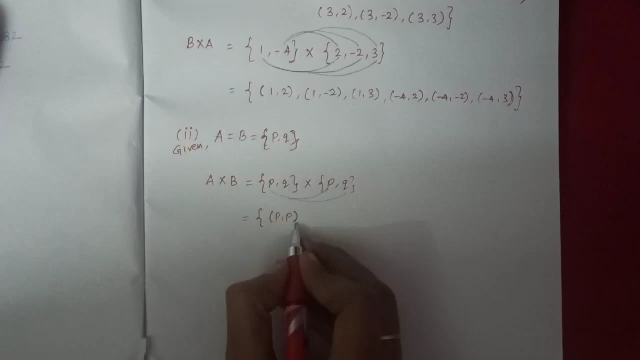 (3,2), (3,-2), (3,3)}
B×A = {1,-4} × {2,-2,3}
= {(1,2), (1,-2), (1,3), (-4,2), (-4,-2), (-4,3)}
(ii)
Given, A = B = {p,q}
A×B = {p,q} × {p,q}
= { (p,p)